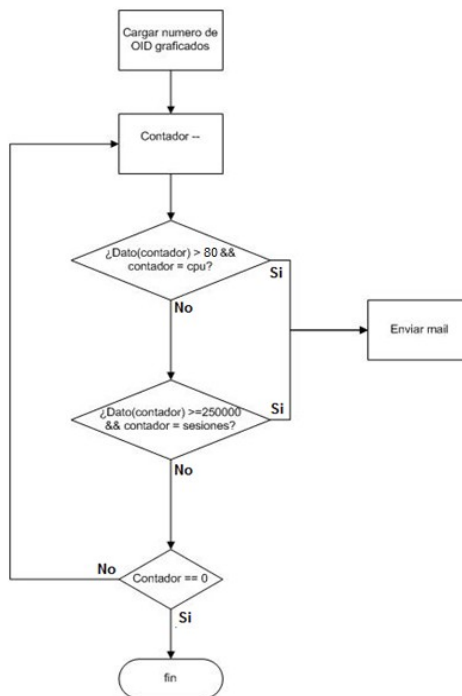 Cargar numero de
OID graficados
Contador --
¿Dato(contador) > 80 &&
contador = cpu?
Si
No
Enviar mail
¿Dato(contador) >=250000
&& contador = sesiones?
Si
No
No
Contador == 0
Si
fin